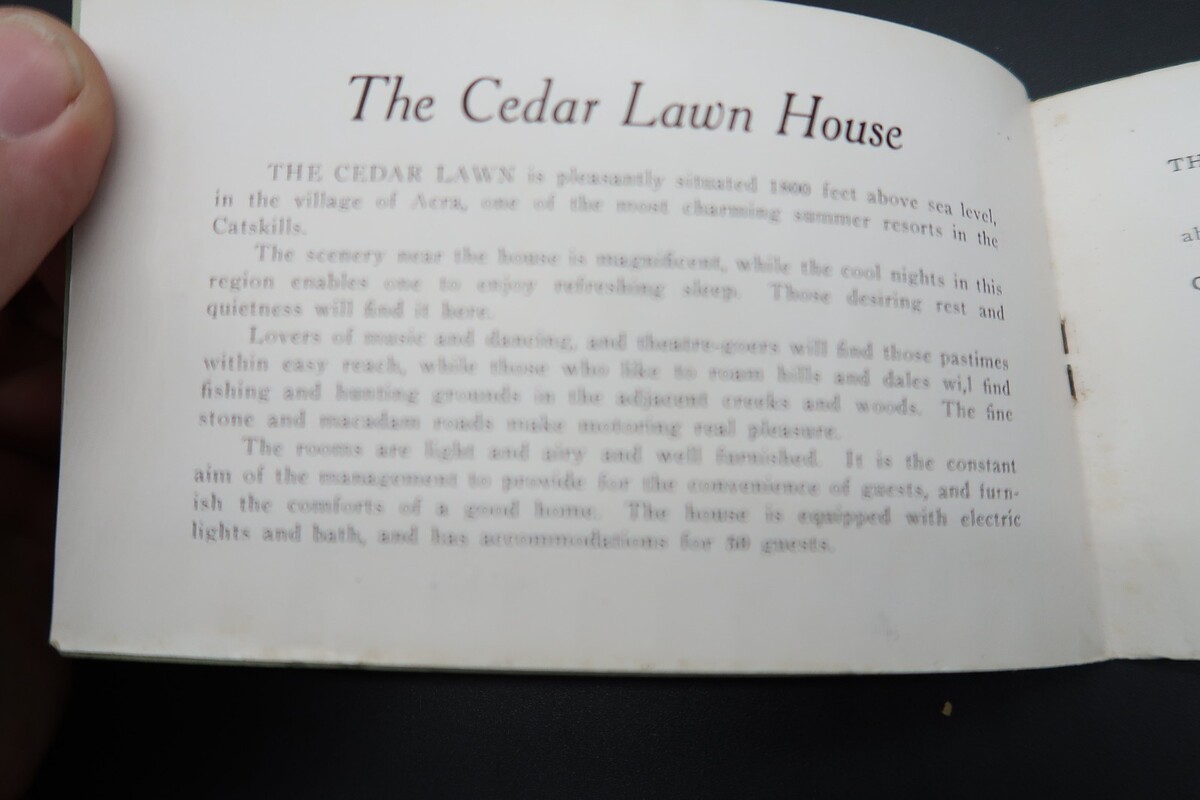 The Cedar Lawn House
THE CEDAR LAWN is pleasantly situated feet above sea level,
in the village of Acra, one of the most charming summer resorts in the
Catskills.
The scenery near the house is magnificent, while the cool nights in this
region enables one to enjoy refreshing sleep. Those desiring rest and
quietness will find it here.
Lovers of music and dancing, and theatre-goers will find those pastimes
within easy reach, while those who like to roam hills and dales wi,l find
fishing and hunting grounds in the adjacent creeks and woods. The fine
stone and macadam roads make motoring real pleasure.
The rooms are light and airy and well furnished. It is the constant
aim of the management to provide for the convenience of guests, and furn-
ish the comforts of a good home. The house is equipped with electric
lights and bath, and has accommodations for guests.
TH
ab